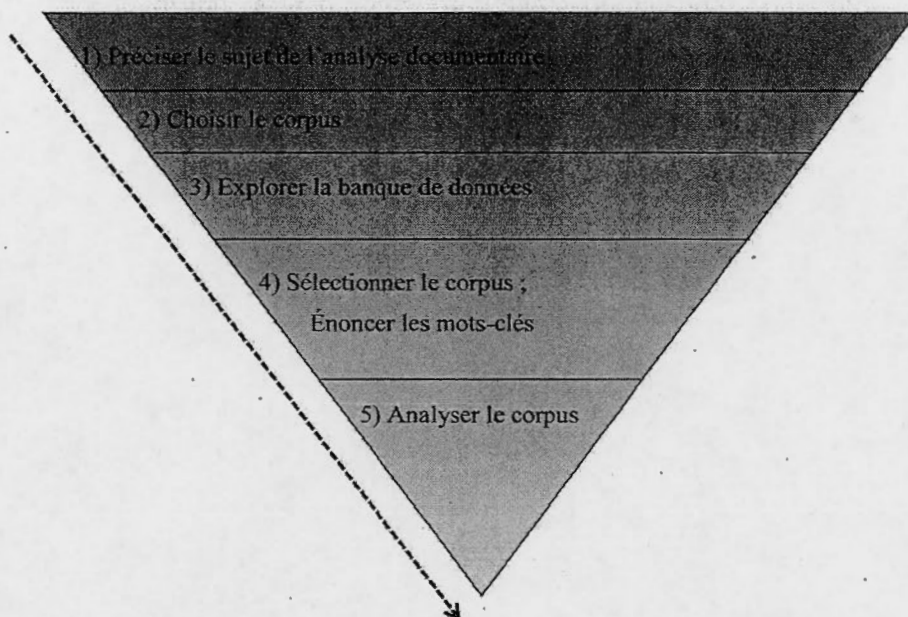 1) Préciser le sujet de l'analyse documentaire
2) Choisir le corpus
3) Explorer la banque de données
4) Sélectionner le corpus ;
Énoncer les mots-clés
5) Analyser le corpus